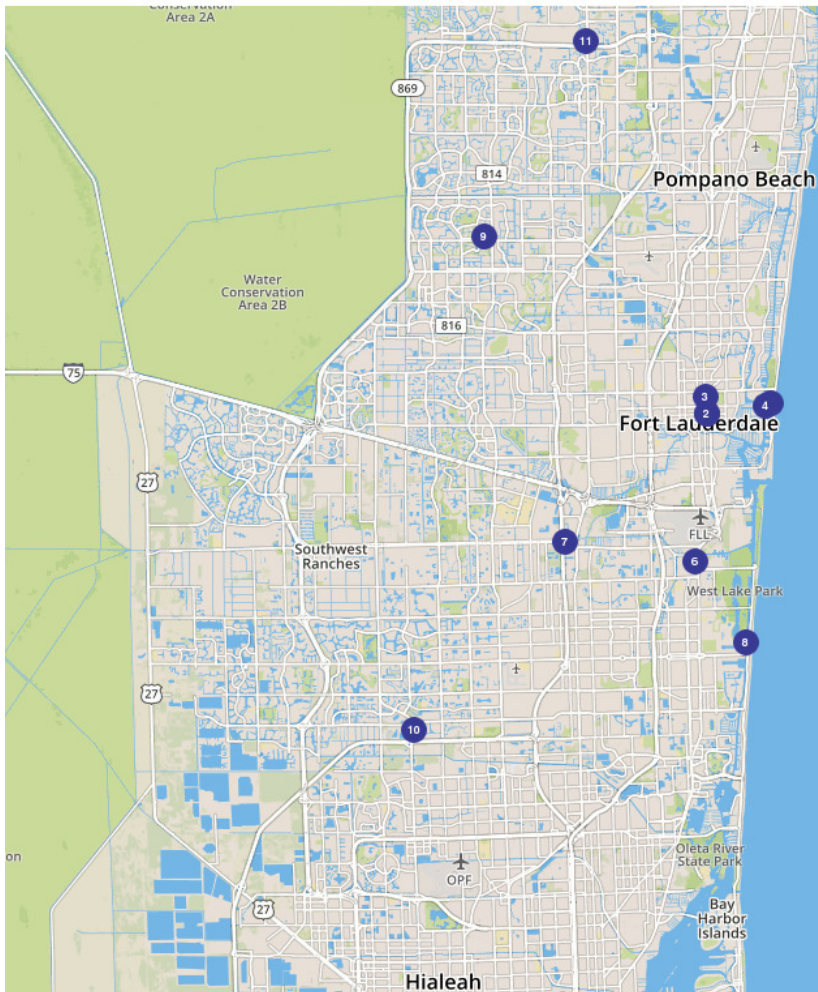 Conservation
Area 2A
11
869
814
Pompano Beach
9
Water
Conservation
Area 2B
816
75
3
4
2
Fort Lauderdale
27
FLL
7
Southwest
Ranches
6
West Lake Park
8
27
10
Oleta River
State Park
on
OPF
27
Bay
Harbor
Islands
Hialeah